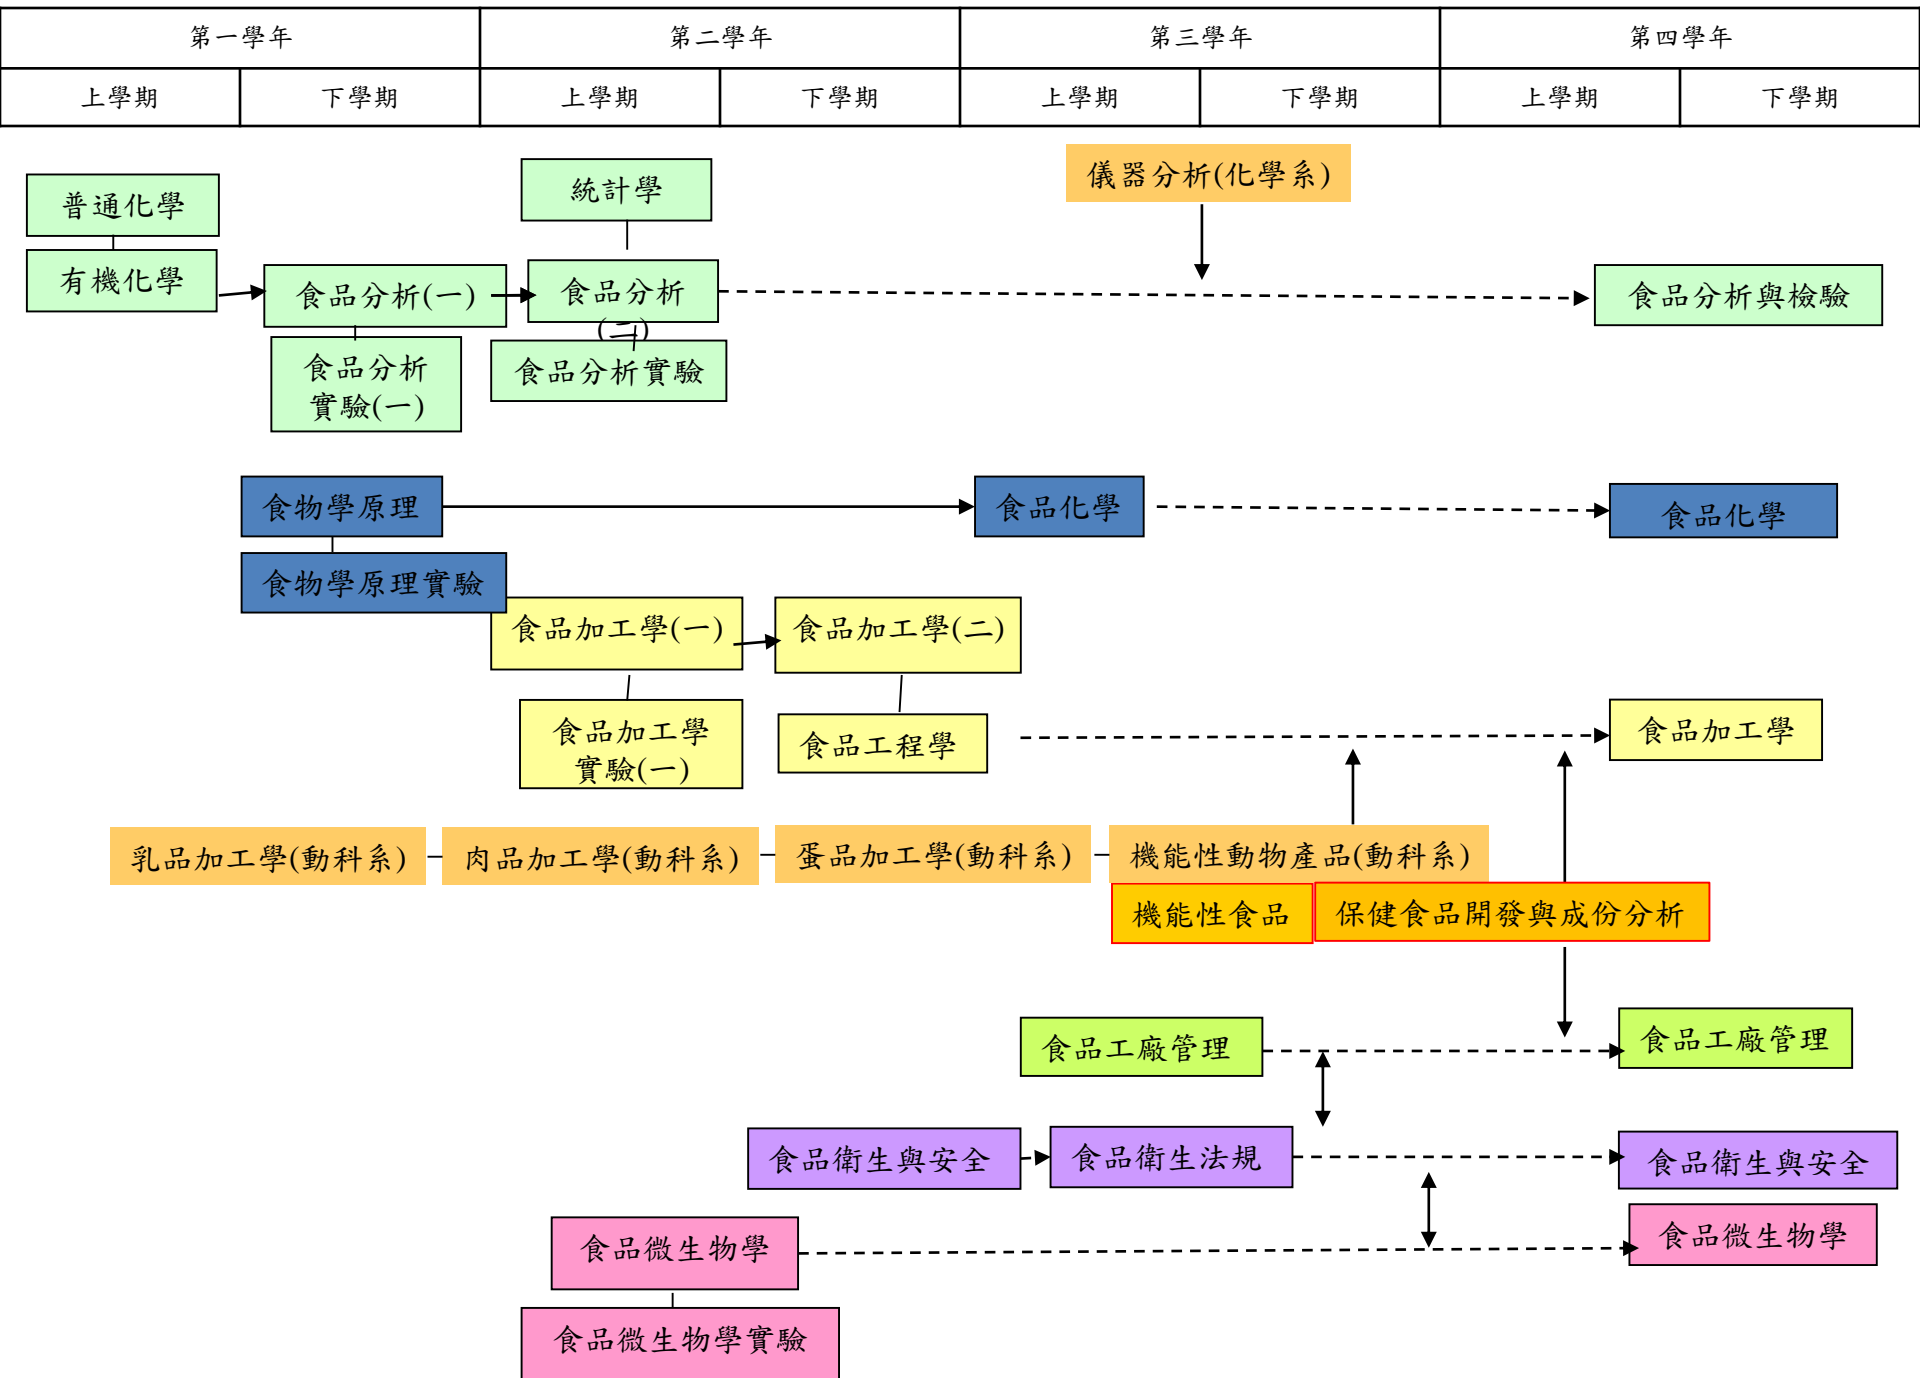 第一學年
第二學年
第三學年
第四學年
上學期
下學期
上學期
下學期
上學期
下學期
上學期
下學期
普通化學
統計學
儀器分析(化學系)
有機化學
食品分析(一)
食品分析
(二)
食品分析與檢驗
食品分析
實驗(一)
食品分析實驗
食物學原理
食品化學
食品化學
食物學原理實驗
食品加工學(一)
食品加工學(二)
食品加工學
實驗(一)
食品工程學
食品加工學
乳品加工學(動科系)
肉品加工學(動科系)
蛋品加工學(動科系)
機能性動物產品(動科系)
機能性食品
保健食品開發與成份分析
食品工廠管理
食品工廠管理
食品衛生與安全
食品衛生法規
食品衛生與安全
食品微生物學
食品微生物學
食品微生物學實驗